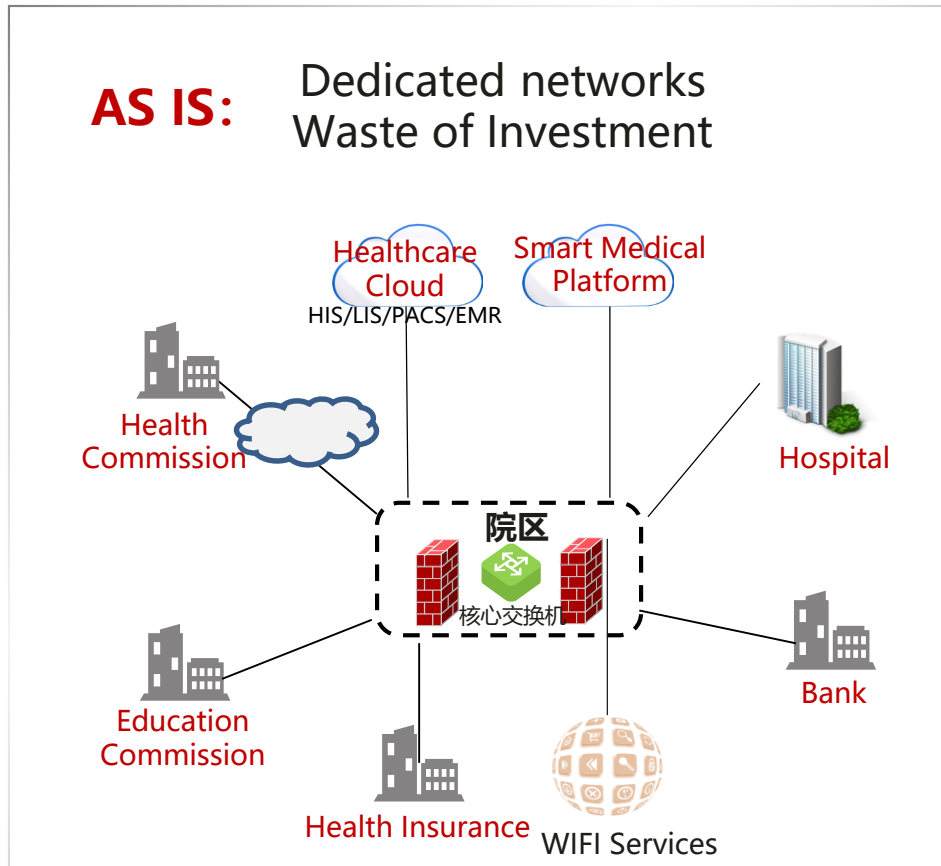 AS IS:
Dedicated networks
Waste of Investment
Healthcare
Cloud
HIS/LIS/PACS/EMR
Smart Medical
Platform
Health
Commission
Hospital
院区
核心交换机
Education
Commission
Bank
Health Insurance
WIFI Services